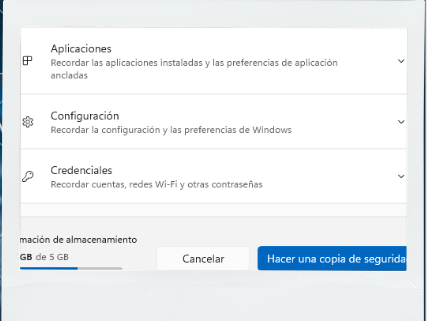 Aplicaciones
Recordar las aplicaciones instaladas y las preferencias de aplicación
ancladas
Configuración
Recordar la configuración y las preferencias de Windows
Credenciales
Recordar cuentas, redes Wi-Fi y otras contraseñas
mación de almacenamiento
GB de 5 GB
Cancelar
Hacer una copia de segurida